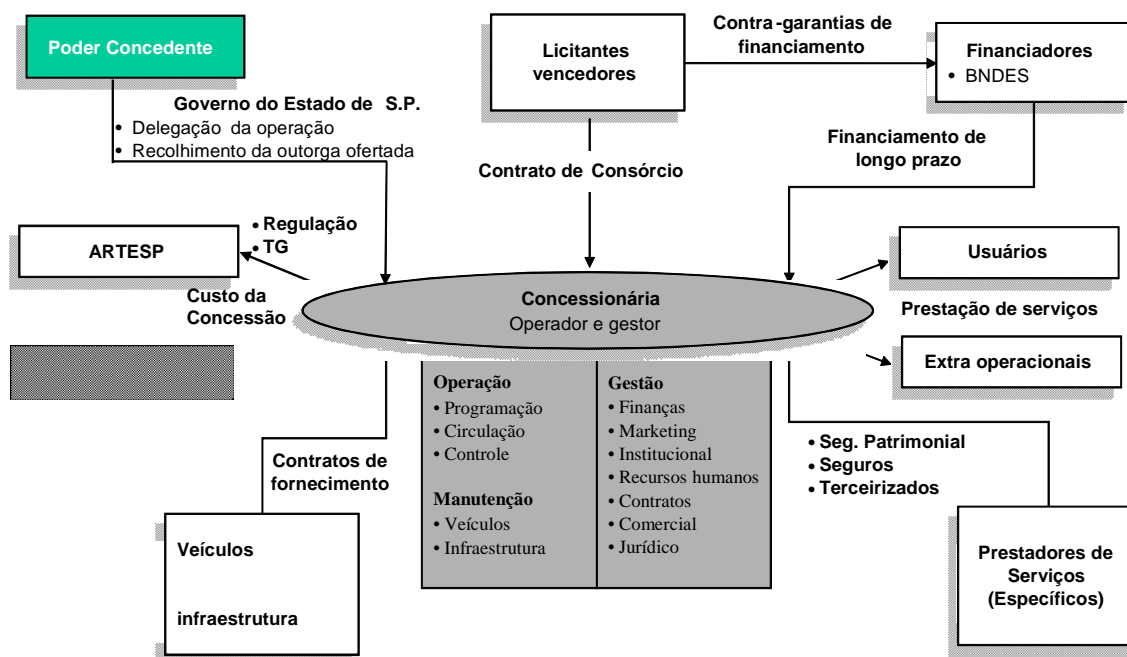 Poder Concedente
Governo do Estado de S.P.
• Delegação da operação
• Recolhimento da outorga ofertada
Licitantes
vencedores
Contra-garantias de
financiamento
Financiadores
• BNDES
Contrato de Consórcio
Financiamento de
longo prazo
ARTESP
• Regulação
• TG
Custo da
Concessão
Concessionária
Operador e gestor
Usuários
Prestação de serviços
Extra operacionais
Operação
• Programação
• Circulação
• Controle
Manutenção
• Veículos
• Infraestrutura
Gestão
• Finanças
• Marketing
• Institucional
• Recursos humanos
• Contratos
• Comercial
• Jurídico
Contratos de
fornecimento
Veículos
infraestrutura
• Seg. Patrimonial
• Seguros
• Terceirizados
Prestadores de
Serviços
(Específicos)